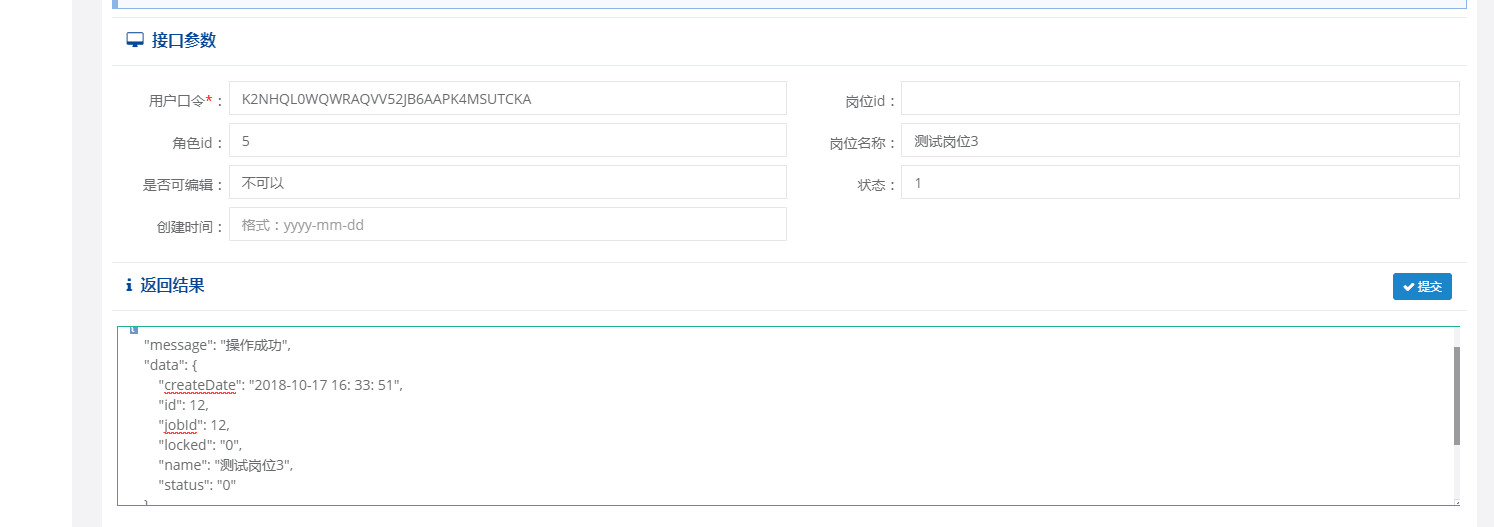 接口参数
用户口令*： K2NHQL0WQWRAQVV52JB6AAPK4MSUTCKA 岗位id：
角色id： 5 岗位名称： 测试岗位3
是否可编辑： 不可以 状态： 1
创建时间： 格式：yyyy-mm-dd
返回结果 提交
"message": "操作成功",
"data": {
"createDate": "2018-10-17 16: 33: 51",
"id": 12,
"jobId": 12,
"locked": "0",
"name": "测试岗位3",
"status": "0"
}